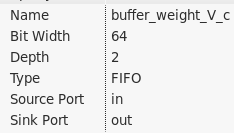 Name buffer_weight_V_c
Bit Width 64
Depth 2
Type FIFO
Source Port in
Sink Port out